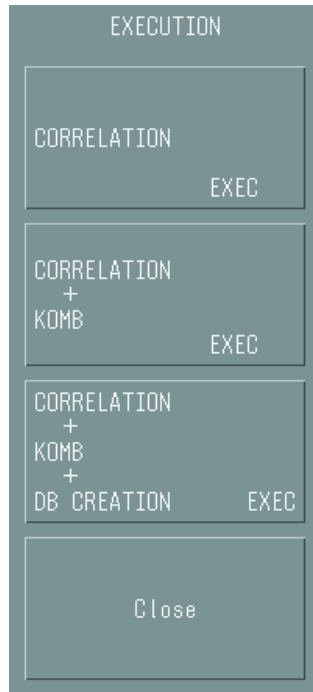 EXECUTION
CORRELATION
EXEC
CORRELATION
+
KOMB
EXEC
CORRELATION
+
KOMB
+
DB CREATION EXEC
Close